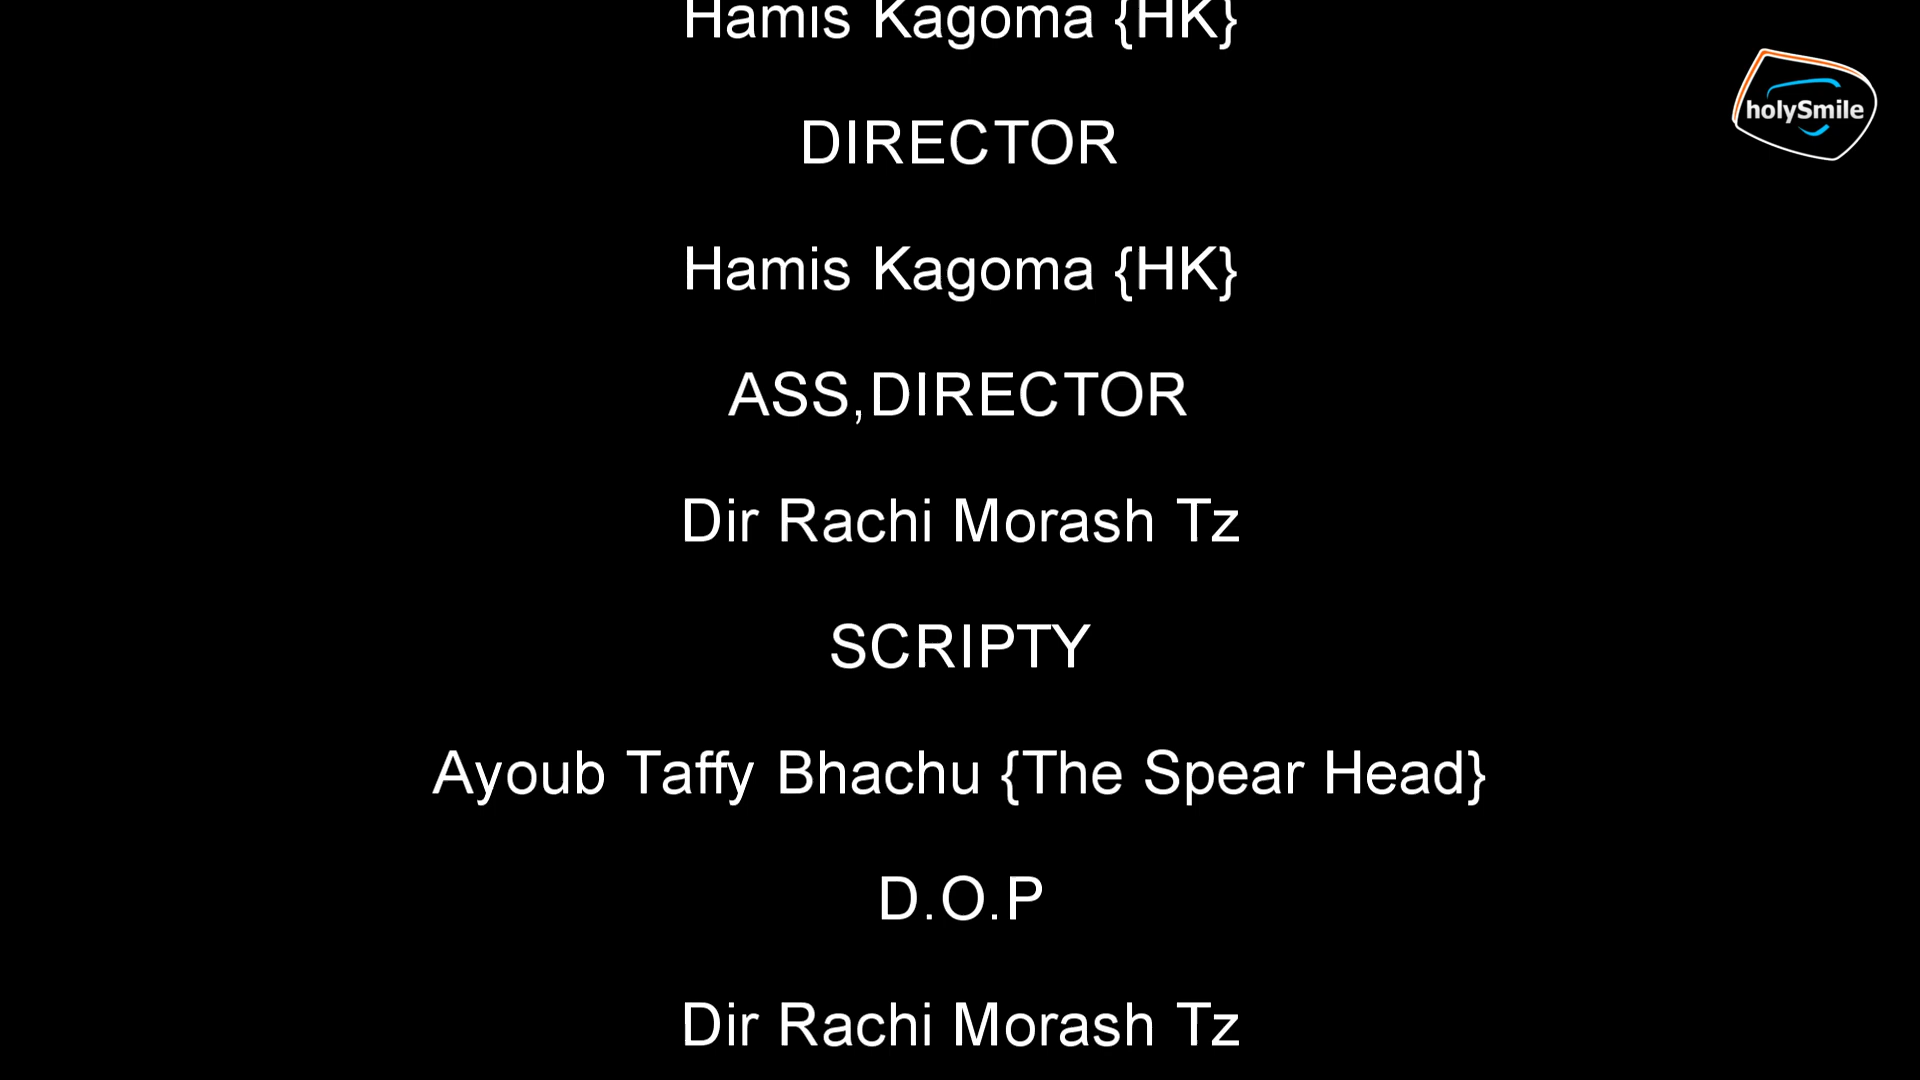 Hamis Kagoma {HK}
holySmile
DIRECTOR
Hamis Kagoma {HK}
ASS,DIRECTOR
Dir Rachi Morash Tz
SCRIPTY
Ayoub Taffy Bhachu {The Spear Head}
D.O.P
Dir Rachi Morash Tz